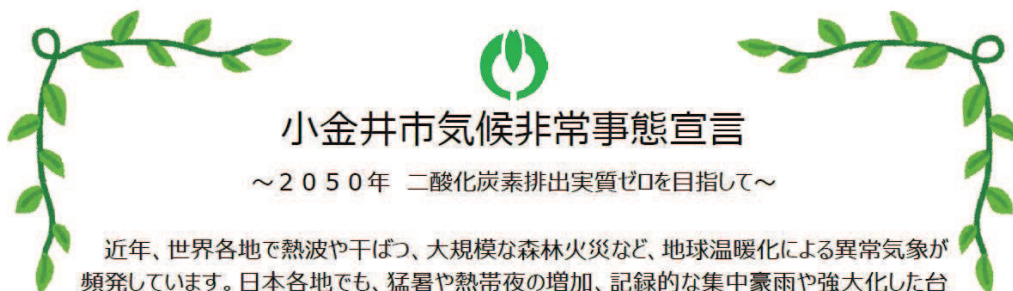 小金井市気候非常事態宣言
～２０５０年 二酸化炭素排出実質ゼロを目指して～
近年、世界各地で熱波や干ばつ、大規模な森林火災など、地球温暖化による異常気象が
頻発しています。日本各地でも、猛暑や熱帯夜の増加、記録的な集中豪雨や強大化した台